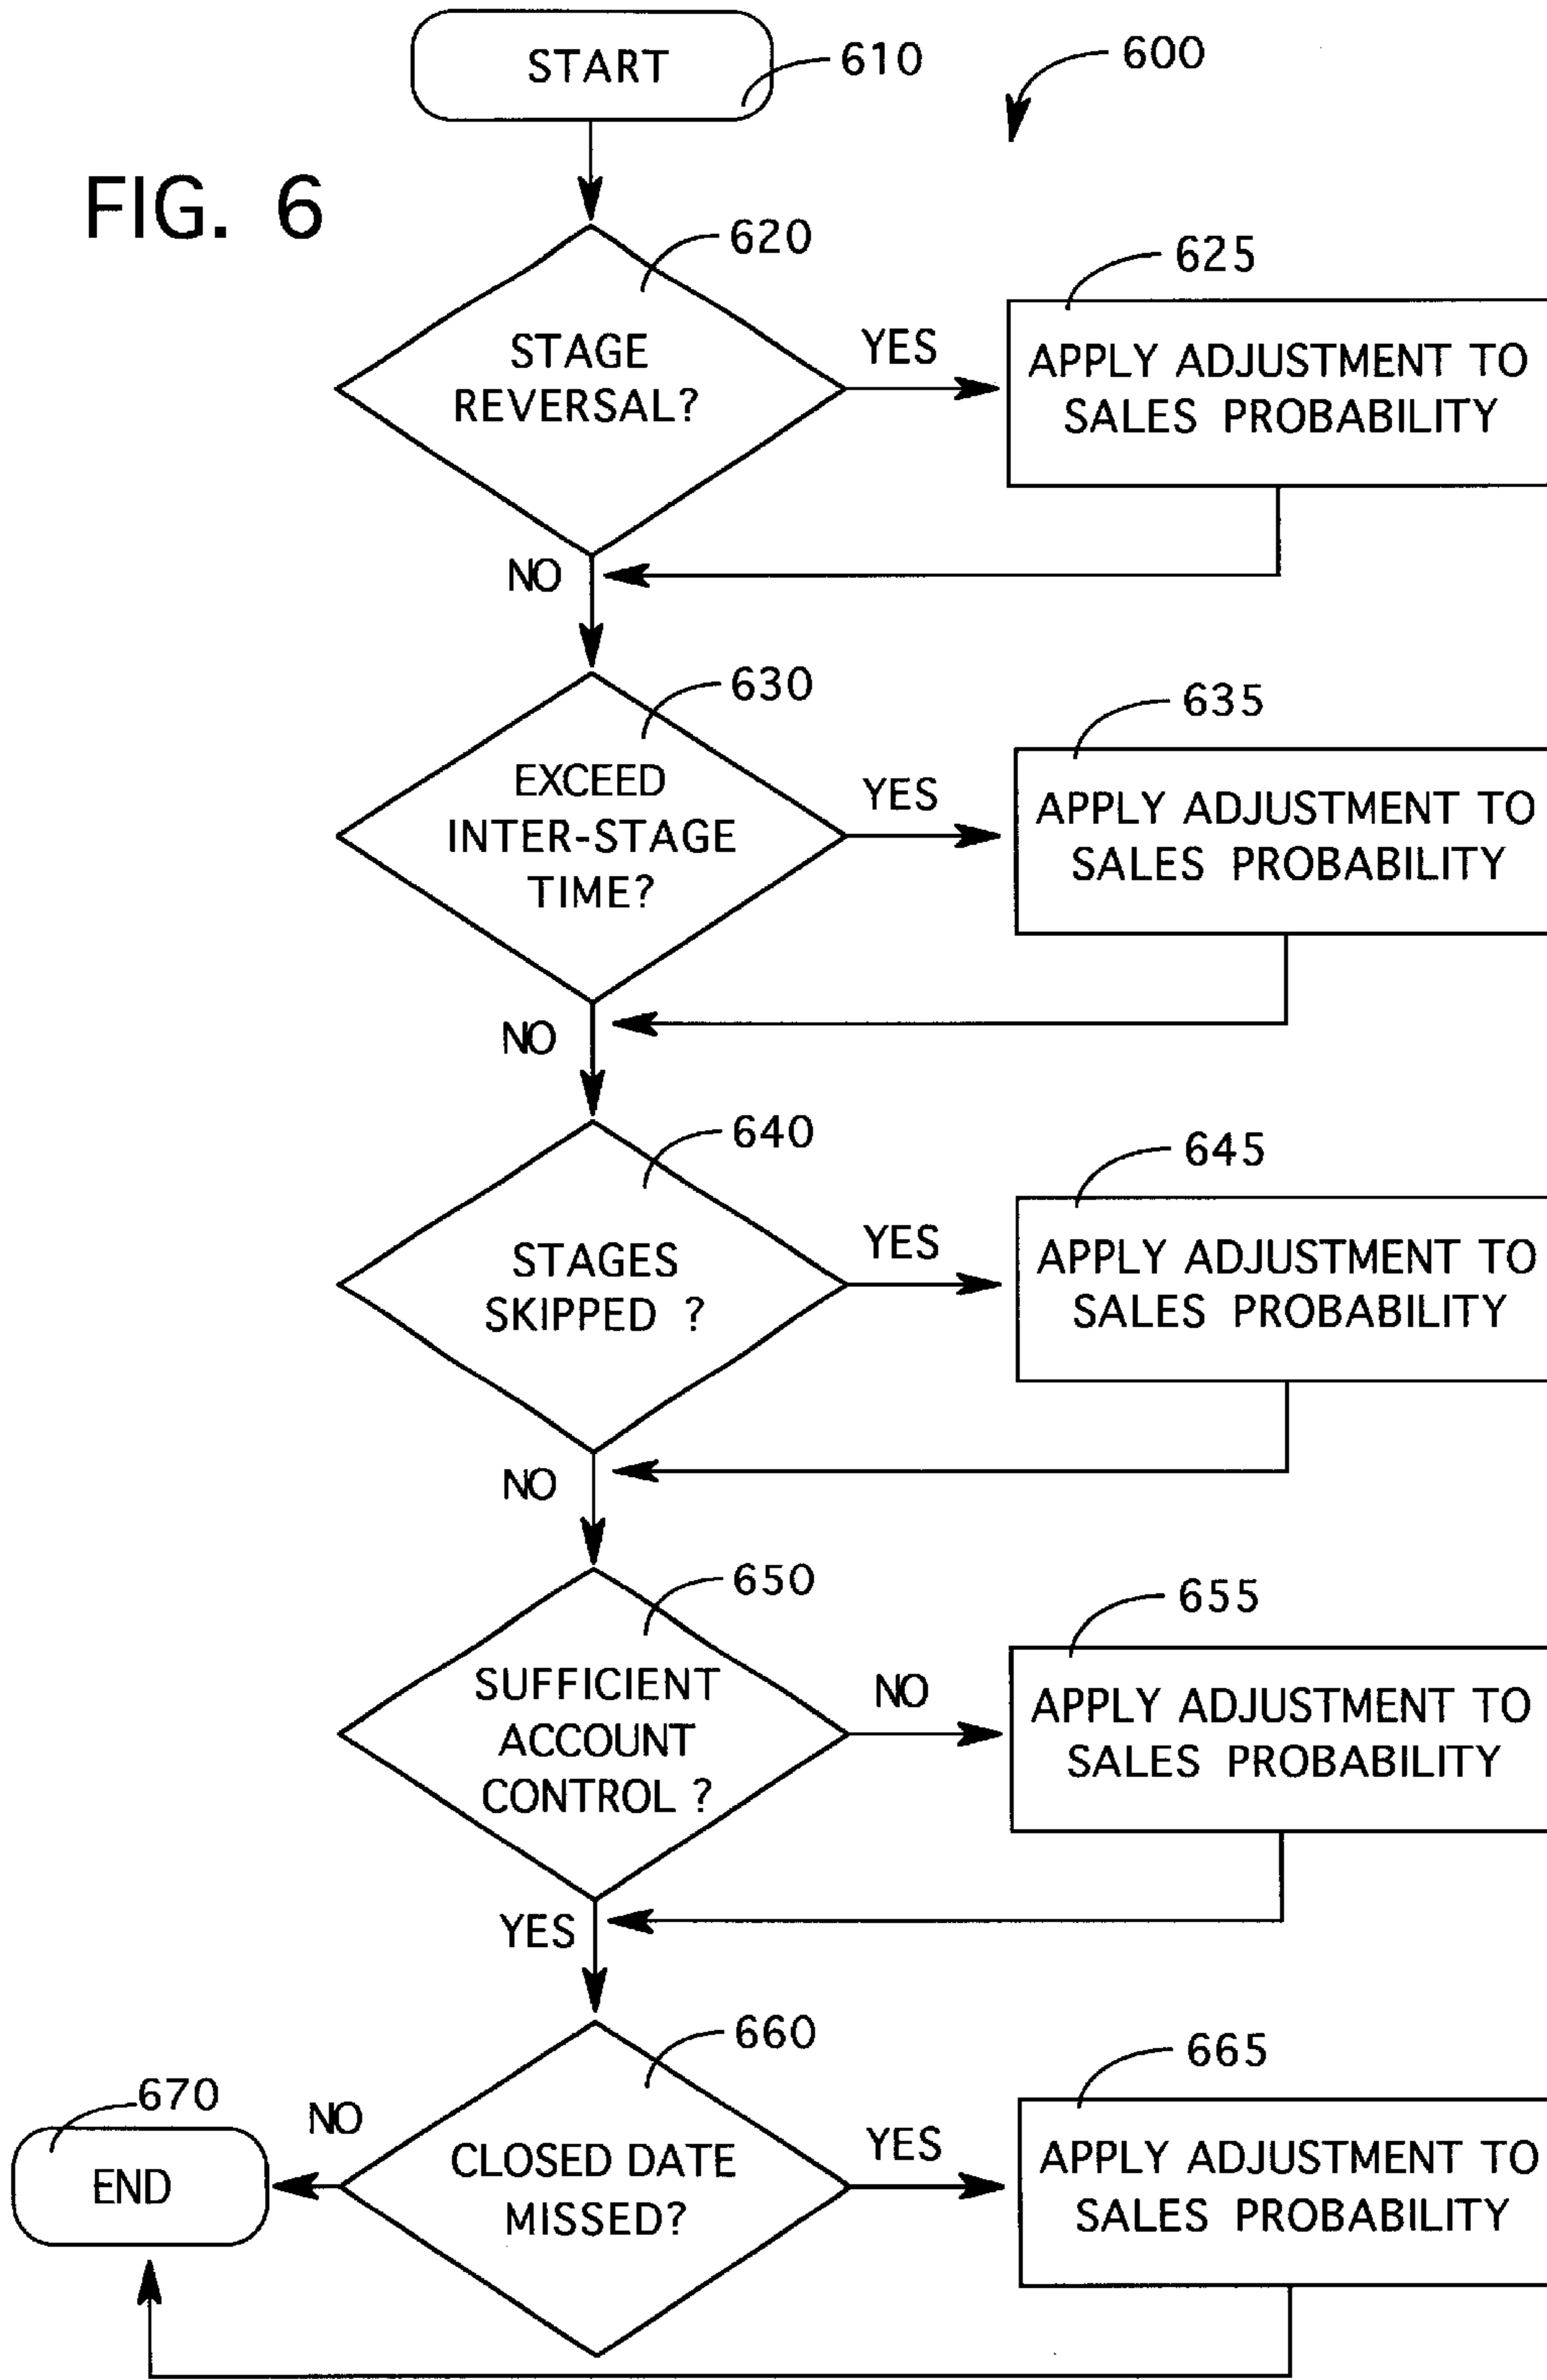 START
610
600
FIG. 6
620
625
STAGE
REVERSAL?
YES
APPLY ADJUSTMENT TO
SALES PROBABILITY
NO
630
635
EXCEED
INTER-STAGE
TIME?
YES
APPLY ADJUSTMENT TO
SALES PROBABILITY
NO
640
645
STAGES
SKIPPED ?
YES
APPLY ADJUSTMENT TO
SALES PROBABILITY
NO
650
655
SUFFICIENT
ACCOUNT
CONTROL ?
NO
APPLY ADJUSTMENT TO
SALES PROBABILITY
YES
660
665
670
NO
END
CLOSED DATE
MISSED?
YES
APPLY ADJUSTMENT TO
SALES PROBABILITY